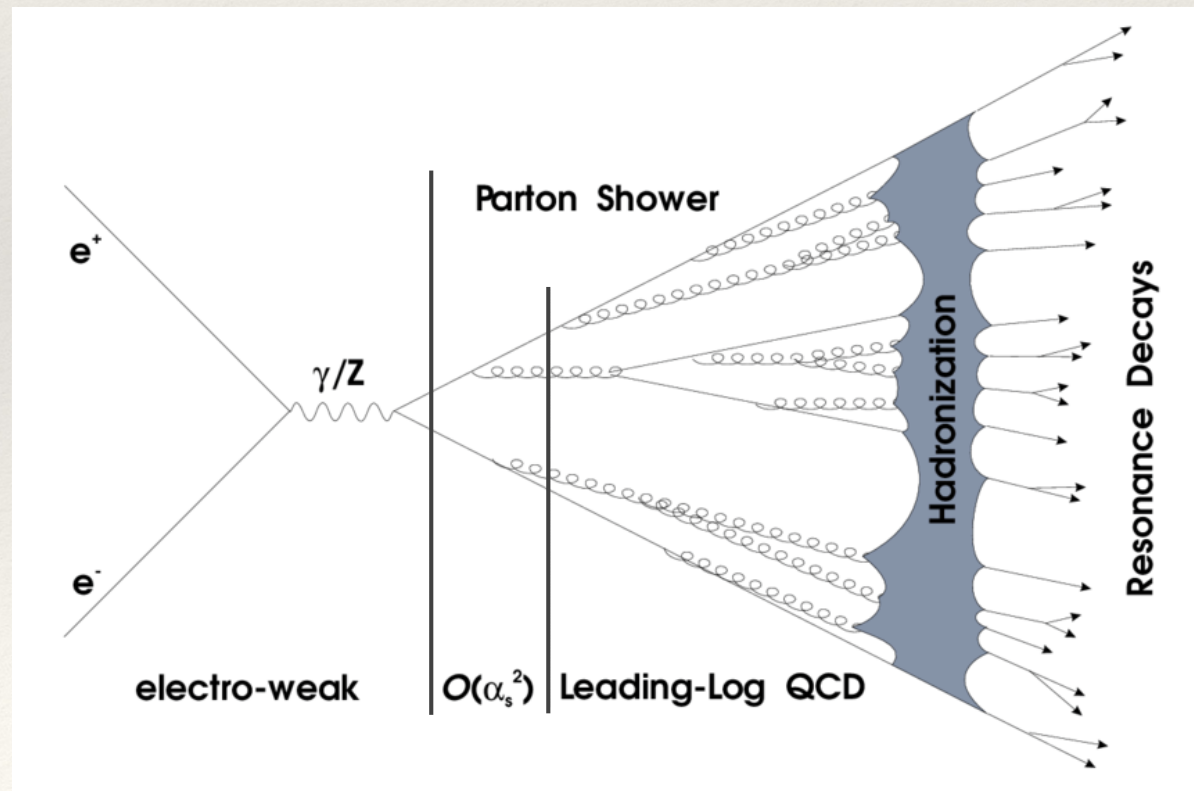 Parton Shower
e⁺
γ/Z
e⁻
Hadronization
Resonance Decays
electro-weak
O(αₛ²)
Leading-Log QCD